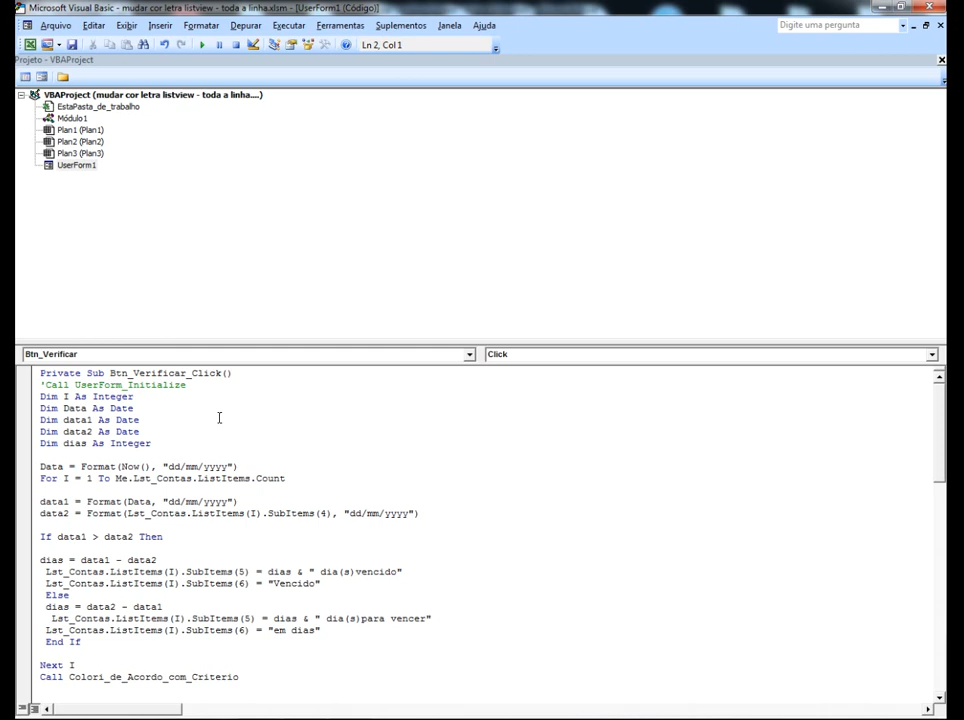 Microsoft Visual Basic - mudar cor letra listview - toda a linha.xlsm - [UserForm1 (Código)]
Arquivo Editar Exibir Inserir Formatar Depurar Executar Ferramentas Suplementos Janela Ajuda Digite uma pergunta
Ln 2, Col 1
Projeto - VBAProject
VBAProject (mudar cor letra listview - toda a linha....)
EstaPasta_de_trabalho
Módulo1
Plan1 (Plan1)
Plan2 (Plan2)
Plan3 (Plan3)
UserForm1
Btn_Verificar Click
Private Sub Btn_Verificar_Click()
'Call UserForm_Initialize
Dim I As Integer
Dim Data As Date
Dim data1 As Date
Dim data2 As Date
Dim dias As Integer
Data = Format(Now(), "dd/mm/yyyy")
For I = 1 To Me.Lst_Contas.ListItems.Count
data1 = Format(Data, "dd/mm/yyyy")
data2 = Format(Lst_Contas.ListItems(I).SubItems(4), "dd/mm/yyyy")
If data1 > data2 Then
dias = data1 - data2
Lst_Contas.ListItems(I).SubItems(5) = dias & " dia(s)vencido"
Lst_Contas.ListItems(I).SubItems(6) = "Vencido"
Else
dias = data2 - data1
Lst_Contas.ListItems(I).SubItems(5) = dias & " dia(s)para vencer"
Lst_Contas.ListItems(I).SubItems(6) = "em dias"
End If
Next I
Call Colori_de_Acordo_com_Criterio